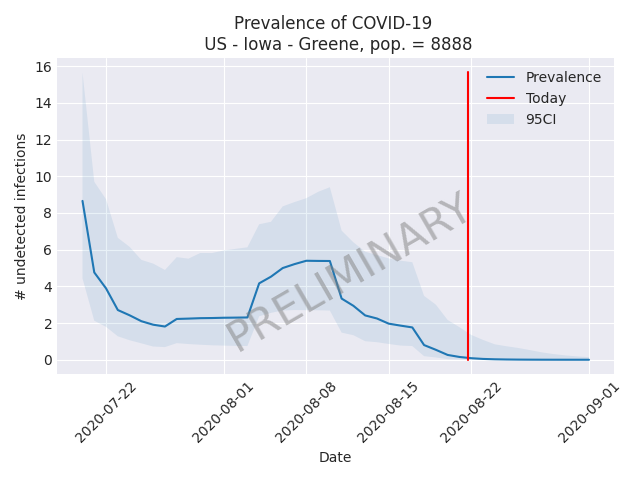 Prevalence of COVID-19
US - Iowa - Greene, pop. = 8888
16
14
12
10
8
6
4
2
0
# undetected infections
Prevalence
Today
95CI
PRELIMINARY
2020-07-22
2020-08-01
2020-08-08
2020-08-15
2020-08-22
2020-09-01
Date